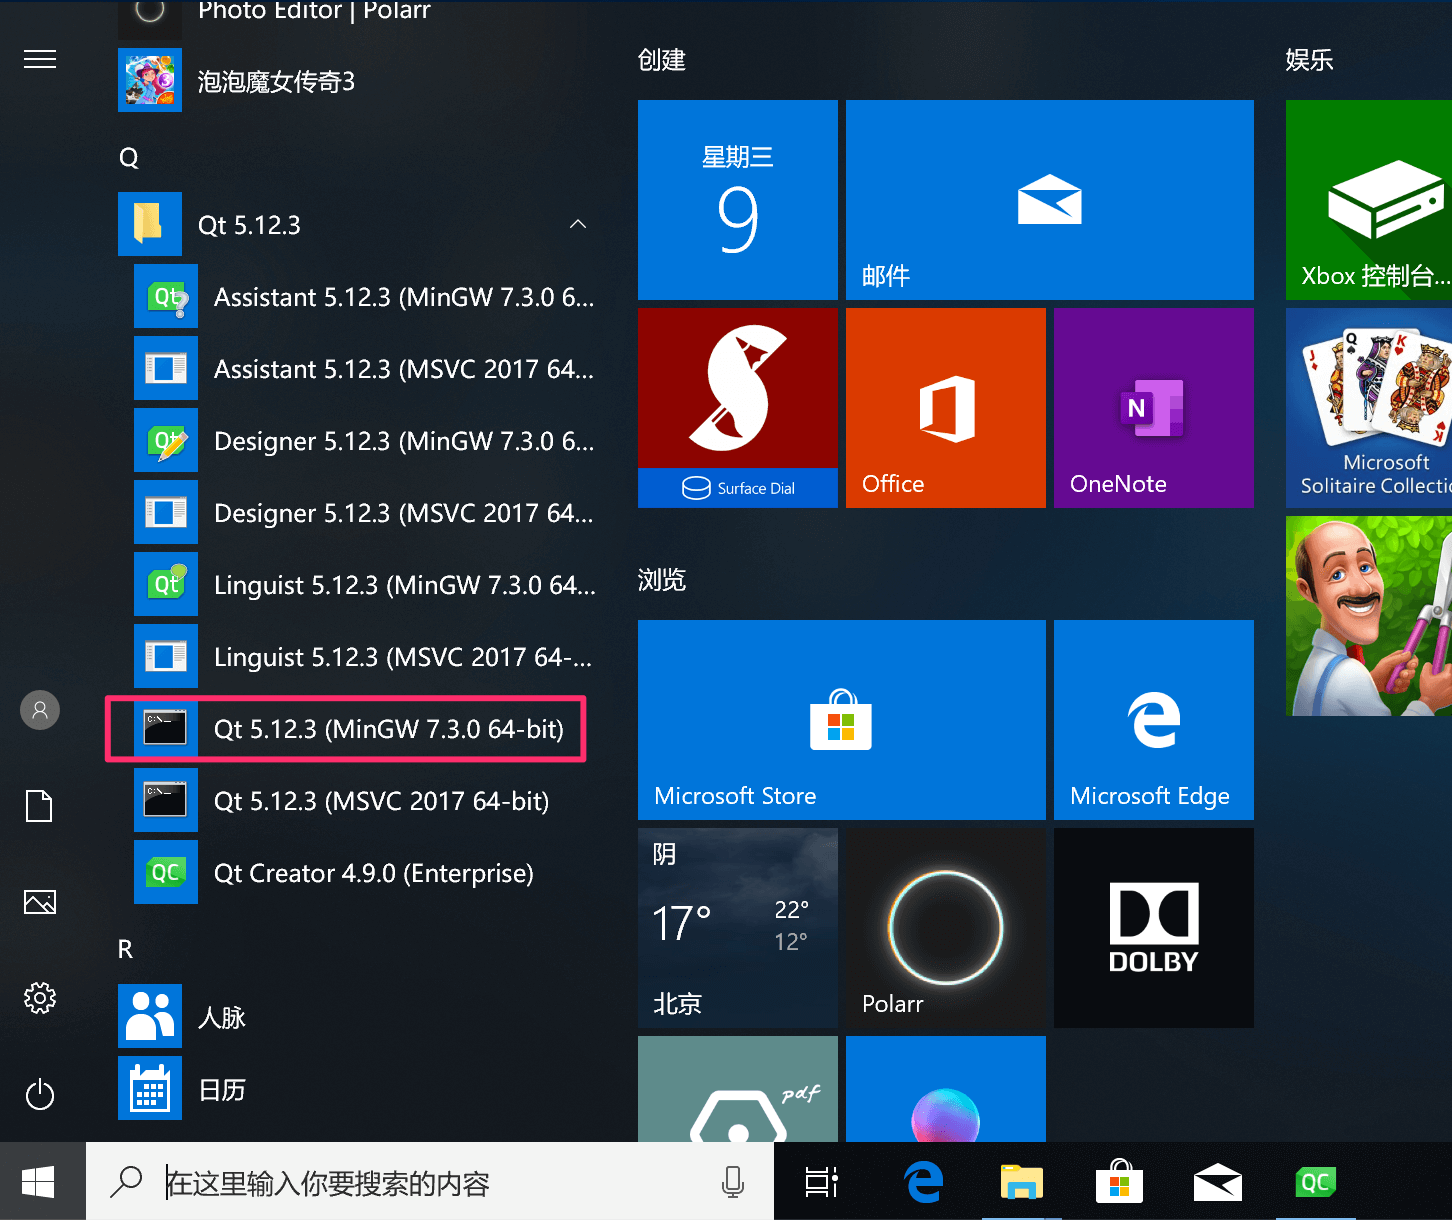 Photo Editor | Polarr
泡泡魔女传奇3
Q
Qt 5.12.3
Assistant 5.12.3 (MinGW 7.3.0 6...
Assistant 5.12.3 (MSVC 2017 64...
Designer 5.12.3 (MinGW 7.3.0 6...
Designer 5.12.3 (MSVC 2017 64...
Linguist 5.12.3 (MinGW 7.3.0 64...
Linguist 5.12.3 (MSVC 2017 64-...
Qt 5.12.3 (MinGW 7.3.0 64-bit)
Qt 5.12.3 (MSVC 2017 64-bit)
QC
Qt Creator 4.9.0 (Enterprise)
R
人脉
日历
创建
星期三
9
邮件
Surface Dial
Office
N
OneNote
浏览
Microsoft Store
Microsoft Edge
阴
17°
22°
12°
北京
Polarr
DOLBY
pdf
娱乐
Xbox 控制台...
J
Q
K
K
Microsoft
Solitaire Collectio
在这里输入你要搜索的内容
QC